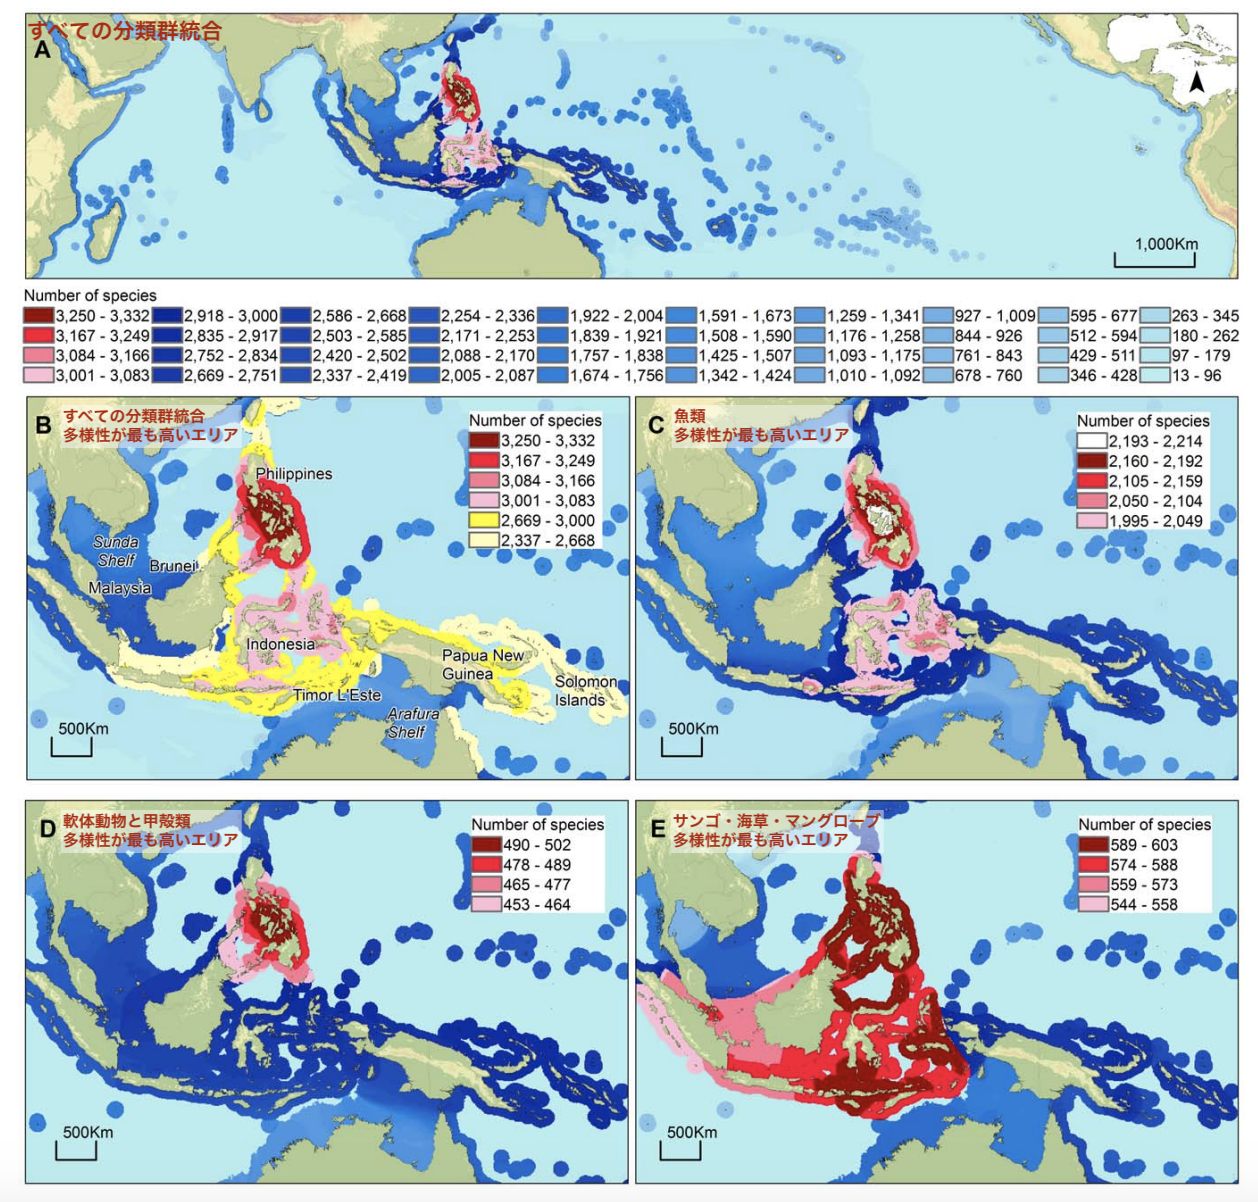 すべての分類群統合
A
N
1,000Km
Number of species
3,250 - 3,332 2,918 - 3,000 2,586 - 2,668 2,254 - 2,336 1,922 - 2,004 1,591 - 1,673 1,259 - 1,341 927 - 1,009 595 - 677 263 - 345
3,167 - 3,249 2,835 - 2,917 2,503 - 2,585 2,171 - 2,253 1,839 - 1,921 1,508 - 1,590 1,176 - 1,258 844 - 926 512 - 594 180 - 262
3,084 - 3,166 2,752 - 2,834 2,420 - 2,502 2,088 - 2,170 1,757 - 1,838 1,425 - 1,507 1,093 - 1,175 761 - 843 429 - 511 97 - 179
3,001 - 3,083 2,669 - 2,751 2,337 - 2,419 2,005 - 2,087 1,674 - 1,756 1,342 - 1,424 1,010 - 1,092 678 - 760 346 - 428 13 - 96
B
すべての分類群統合
多様性が最も高いエリア
Number of species
3,250 - 3,332
3,167 - 3,249
3,084 - 3,166
3,001 - 3,083
2,669 - 3,000
2,337 - 2,668
Philippines
Sunda
Shelf
Brunei
Malaysia
Indonesia
Papua New
Guinea
Solomon
Islands
Timor L'Este
Arafura
Shelf
500Km
C
魚類
多様性が最も高いエリア
Number of species
2,193 - 2,214
2,160 - 2,192
2,105 - 2,159
2,050 - 2,104
1,995 - 2,049
500Km
D
軟体動物と甲殻類
多様性が最も高いエリア
Number of species
490 - 502
478 - 489
465 - 477
453 - 464
500Km
E
サンゴ・海草・マングローブ
多様性が最も高いエリア
Number of species
589 - 603
574 - 588
559 - 573
544 - 558
500Km